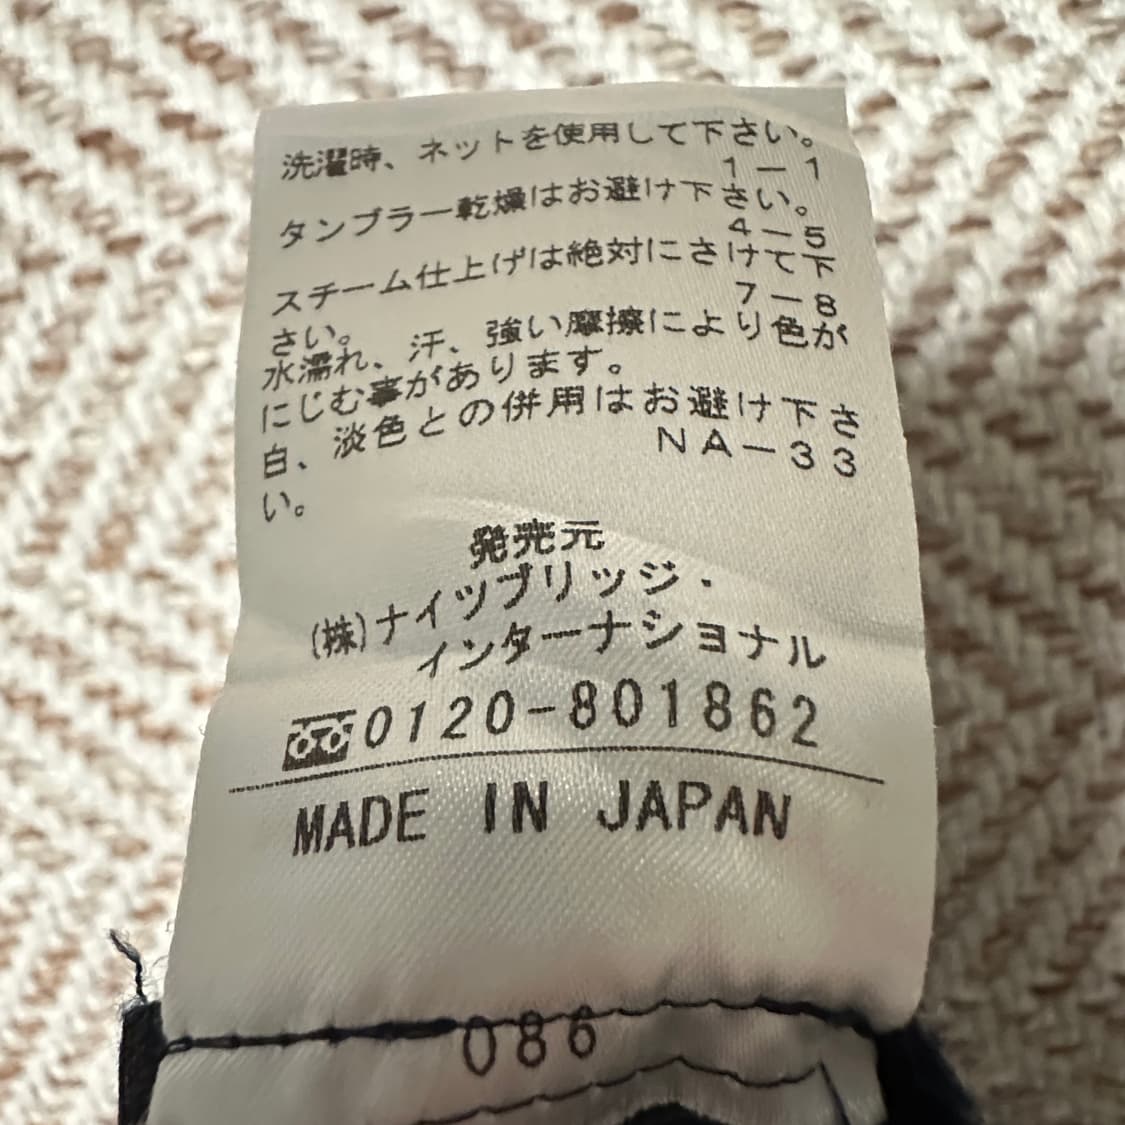 洗濯時、ネットを使用して下さい。
1-1
タンブラー乾燥はお避け下さい。
4-5
スチーム仕上げは絶対にさけて下
さい。
7-8
水濡れ、汗、強い摩擦により色が
にじむ事があります。
白、淡色との併用はお避け下さ
い。
NA-33
発売元
(株)ナイツブリッジ・
インターナショナル
0120-801862
MADE IN JAPAN
086